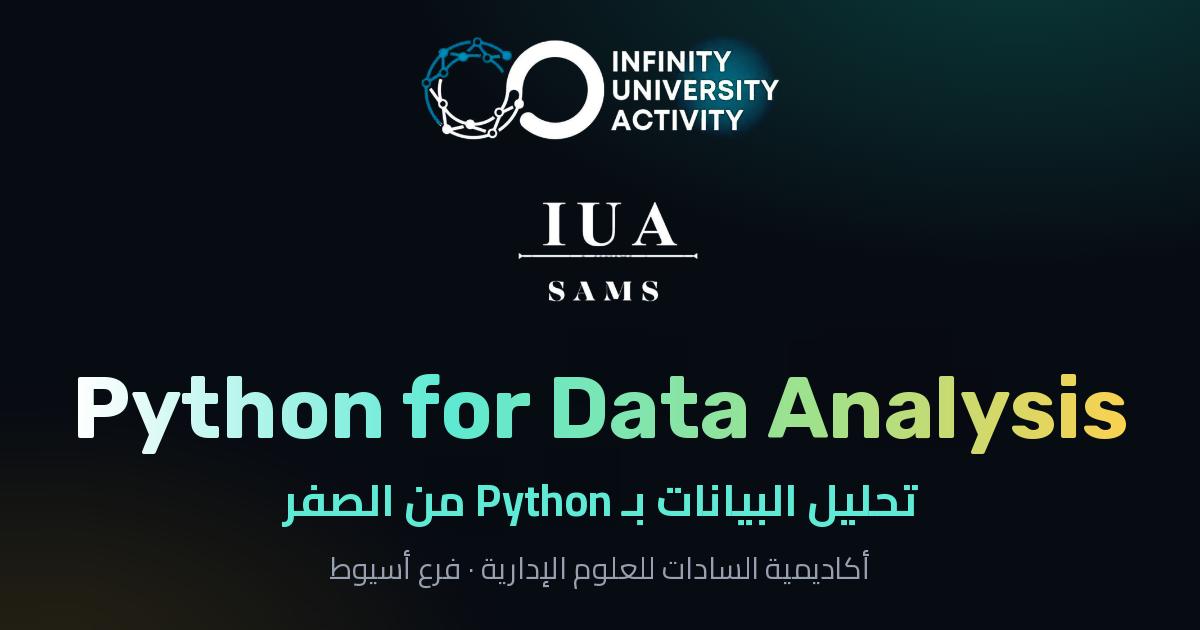 INFINITY
UNIVERSITY
ACTIVITY
IUA
SAMS
Python for Data Analysis
تحليل البيانات بـ Python من الصفر
أكاديمية السادات للعلوم الإدارية · فرع أسيوط